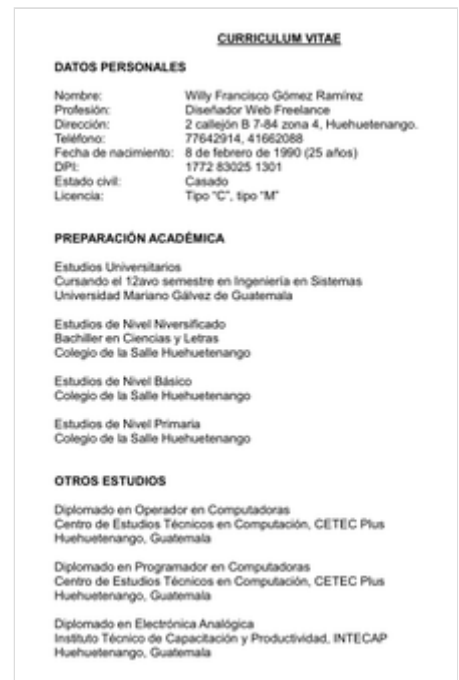 CURRICULUM VITAE
DATOS PERSONALES
Nombre: Willy Francisco Gómez Ramírez
Profesión: Diseñador Web Freelance
Dirección: 2 callejón B 7-84 zona 4, Huehuetenango.
Teléfono: 77642914, 41662088
Fecha de nacimiento: 8 de febrero de 1990 (25 años)
DPI: 1772 83025 1301
Estado civil: Casado
Licencia: Tipo "C", tipo "M"
PREPARACIÓN ACADÉMICA
Estudios Universitarios
Cursando el 12avo semestre en Ingeniería en Sistemas
Universidad Mariano Gálvez de Guatemala
Estudios de Nivel Niversificado
Bachiller en Ciencias y Letras
Colegio de la Salle Huehuetenango
Estudios de Nivel Básico
Colegio de la Salle Huehuetenango
Estudios de Nivel Primaria
Colegio de la Salle Huehuetenango
OTROS ESTUDIOS
Diplomado en Operador en Computadoras
Centro de Estudios Técnicos en Computación, CETEC Plus
Huehuetenango, Guatemala
Diplomado en Programador en Computadoras
Centro de Estudios Técnicos en Computación, CETEC Plus
Huehuetenango, Guatemala
Diplomado en Electrónica Analógica
Instituto Técnico de Capacitación y Productividad, INTECAP
Huehuetenango, Guatemala